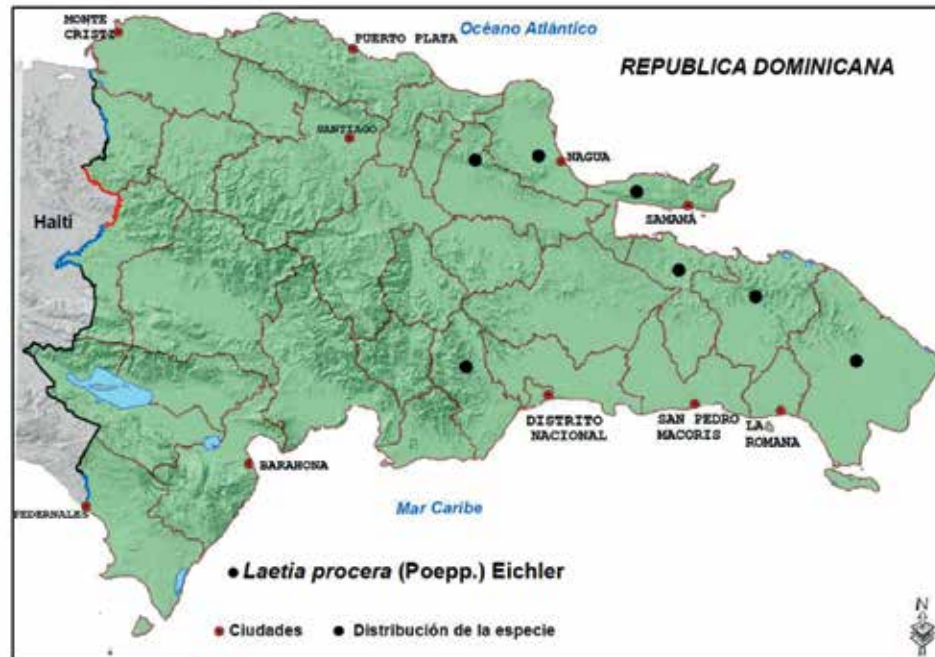 MONTE
CRISTI
PUERTO PLATA
Océano Atlántico
REPUBLICA DOMINICANA
SANTIAGO
NAGUA
SAMANÁ
Haití
DISTRITO
NACIONAL
SAN PEDRO
MACORIS
LA
ROMANA
BARAHONA
PEDERNALES
Mar Caribe
● Laetia procera (Poepp.) Eichler
● Ciudades ● Distribución de la especie
N